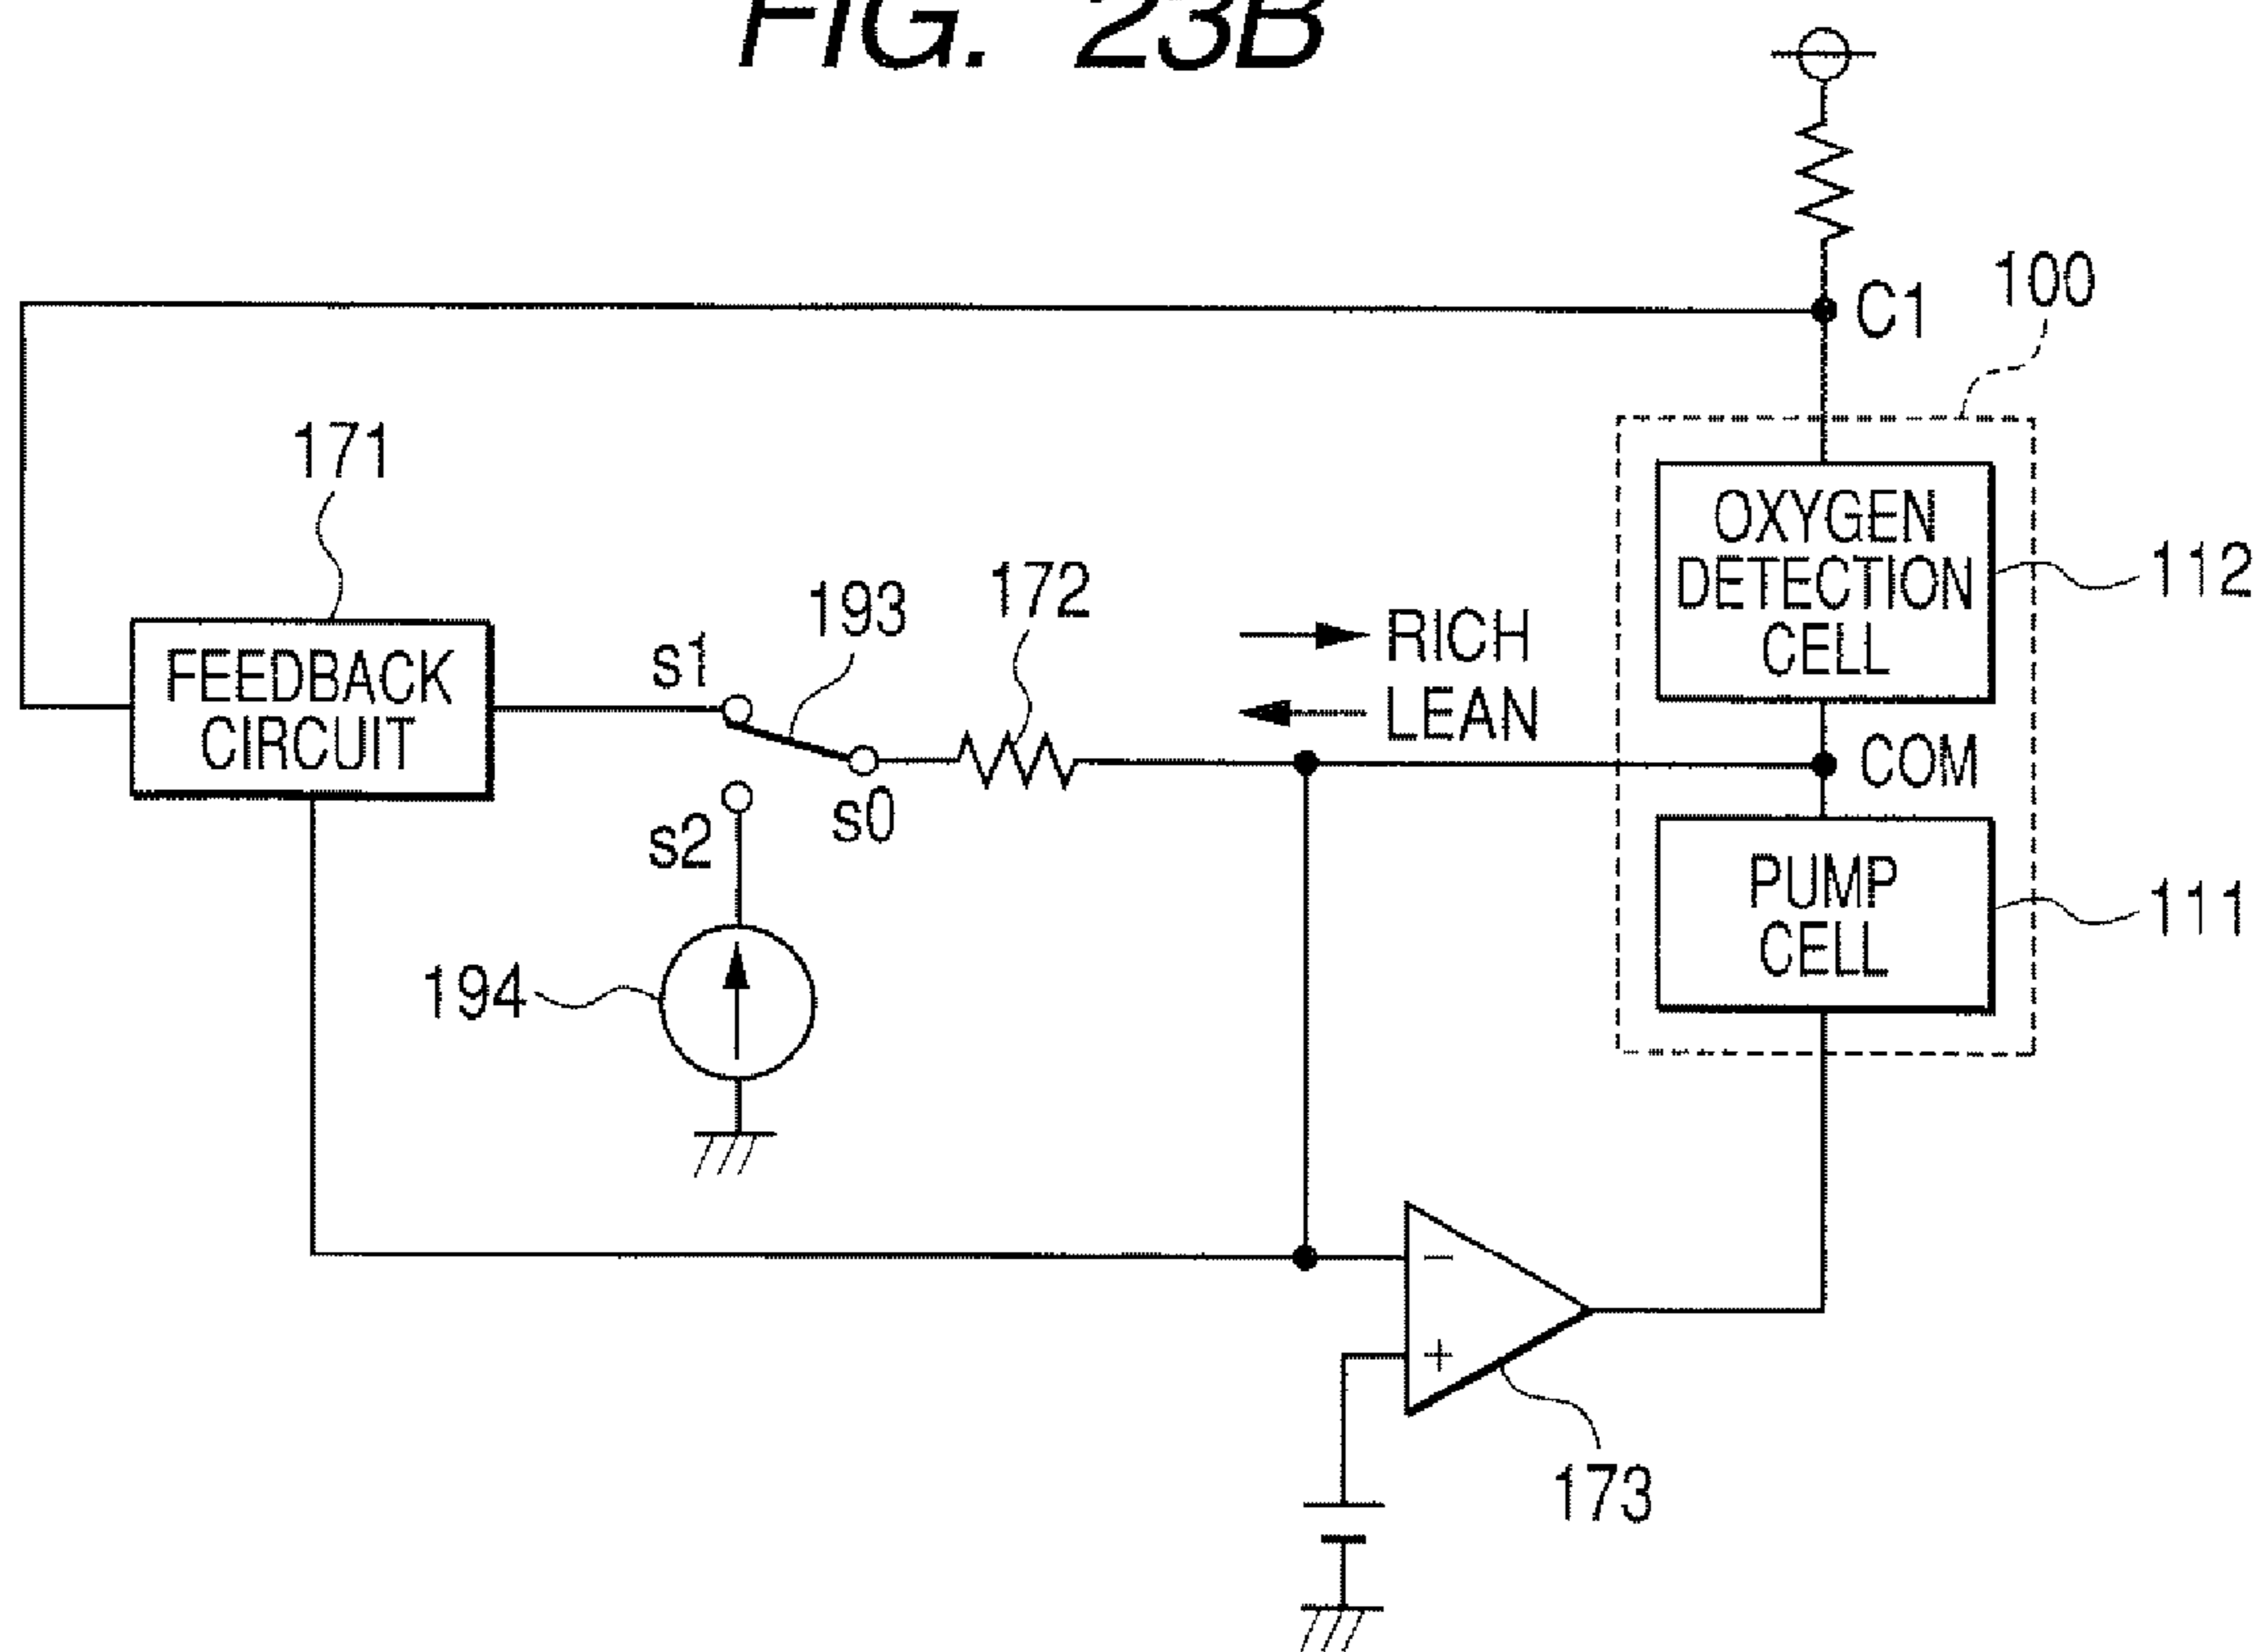 FIG. 23B
C1
100
171
OXYGEN
DETECTION
CELL
112
172
193
RICH
s1
FEEDBACK
CIRCUIT
LEAN
COM
s0
s2
PUMP
CELL
111
194
−
+
173